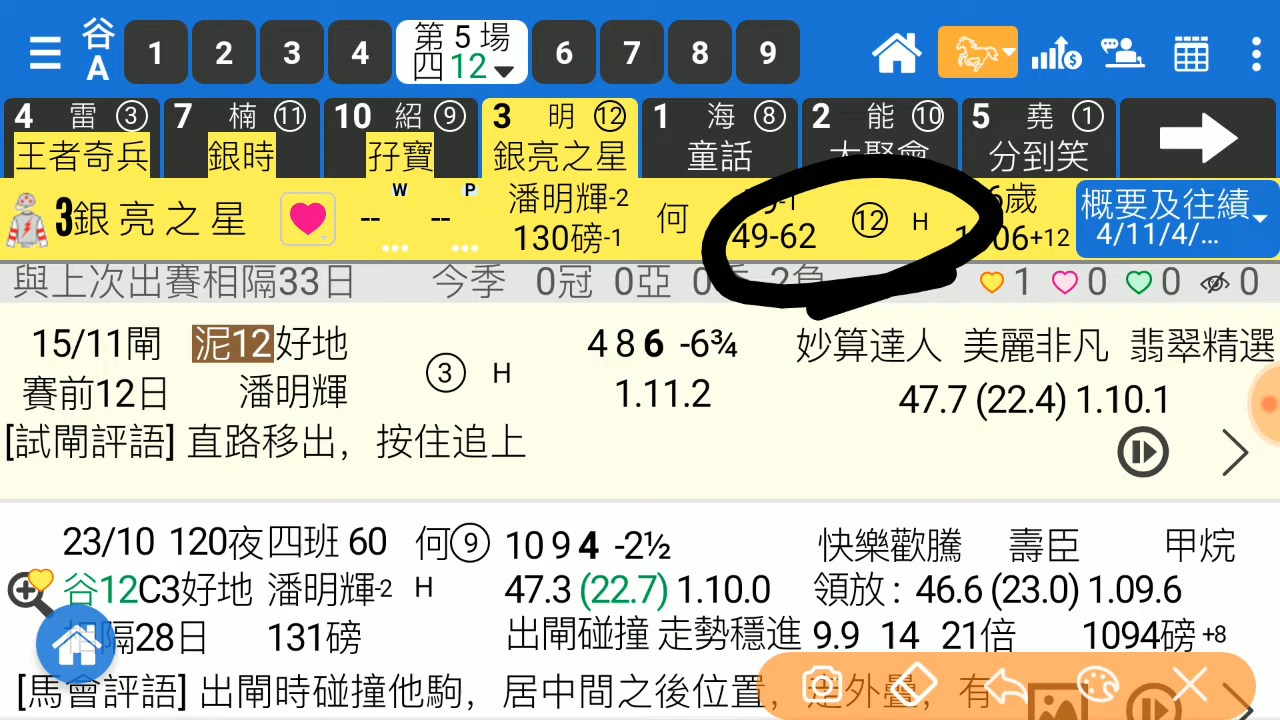 谷 A 1 2 3 4 第 5 場 四 12 6 7 8 9
4 雷 ③ 7 楠 ⑪ 10 紹 ⑨ 3 明 ⑫ 1 海 ⑧ 2 能 ⑩ 5 堯 ①
王者奇兵 銀時 孖寶 銀亮之星 童話 分到笑
3 銀亮之星 -- W -- P 潘明輝-2 何 ⑫ H 概要及往績
... ... 130磅-1 49-62 +12 4/11/4/...
與上次出賽相隔33日 今季 0冠 0亞 1 0 0 0
15/11閘 泥12好地 ③ H 4 8 6 -6¾ 妙算達人 美麗非凡 翡翠精選
賽前12日 潘明輝 1.11.2 47.7 (22.4) 1.10.1
[試閘評語] 直路移出，按住追上
23/10 120夜 四班 60 何⑨ 10 9 4 -2½ 快樂歡騰 壽臣 甲烷
谷12C3好地 潘明輝-2 H 47.3 (22.7) 1.10.0 領放：46.6 (23.0) 1.09.6
相隔28日 131磅 出閘碰撞 走勢穩進 9.9 14 21倍 1094磅 +8
[馬會評語] 出閘時碰撞他駒，居中間之後位置，走外疊，有